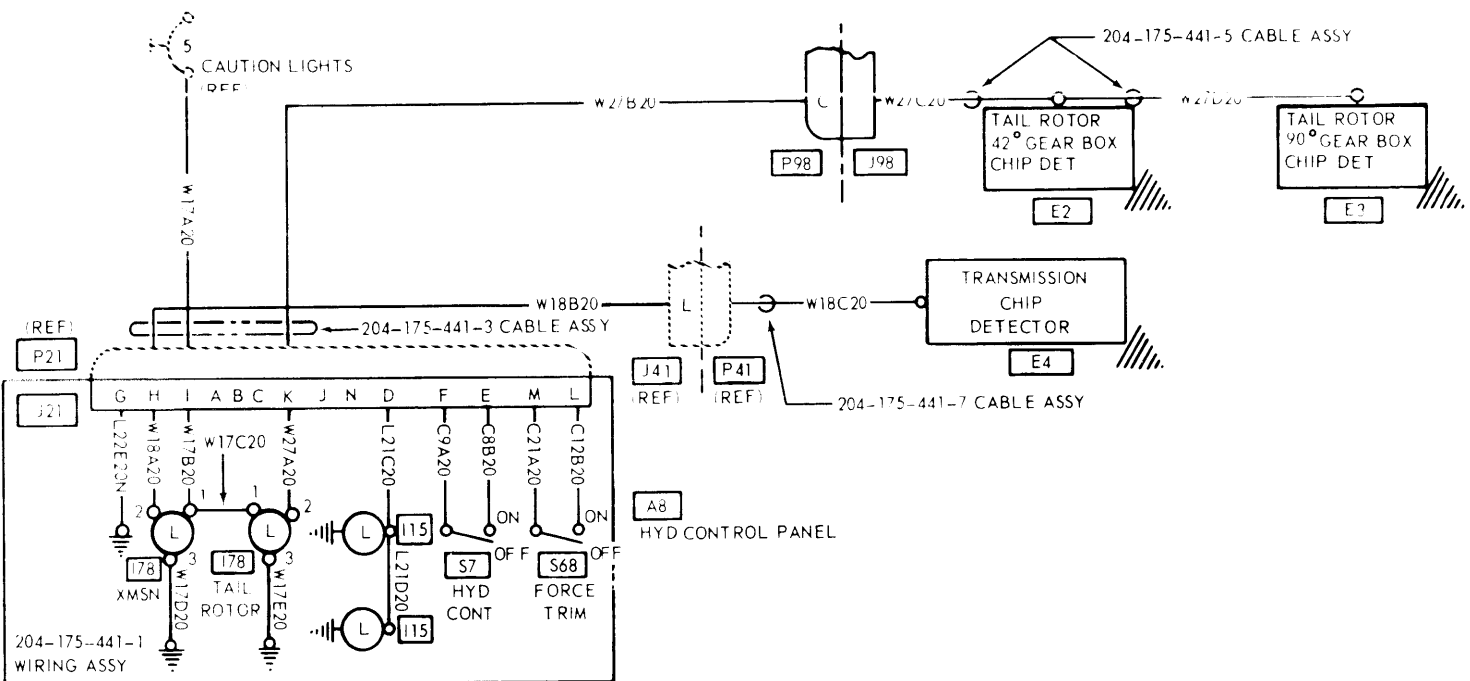 5
CAUTION LIGHTS
(REF)
204-175-441-5 CABLE ASSY
W27B20
C
W27C20
W27D20
TAIL ROTOR
42° GEAR BOX
CHIP DET
TAIL ROTOR
90° GEAR BOX
CHIP DET
P98
J98
E2
E3
W17A20
W18B20
L
W18C20
TRANSMISSION
CHIP
DETECTOR
E4
204-175-441-3 CABLE ASSY
(REF)
P21
J41
(REF)
P41
(REF)
204-175-441-7 CABLE ASSY
J21
G H I A B C K J N D F E M L
L22E20N
W18A20
W17B20
W17C20
W27A20
L21C20
C9A20
C8B20
C21A20
C12B20
2
1
1
2
L
L
3
3
I78
XMSN
I78
TAIL
ROTOR
W17D20
W17E20
L
I15
L21D20
L
I15
ON
OFF
S7
HYD
CONT
ON
OFF
S68
FORCE
TRIM
A8
HYD CONTROL PANEL
204-175-441-1
WIRING ASSY